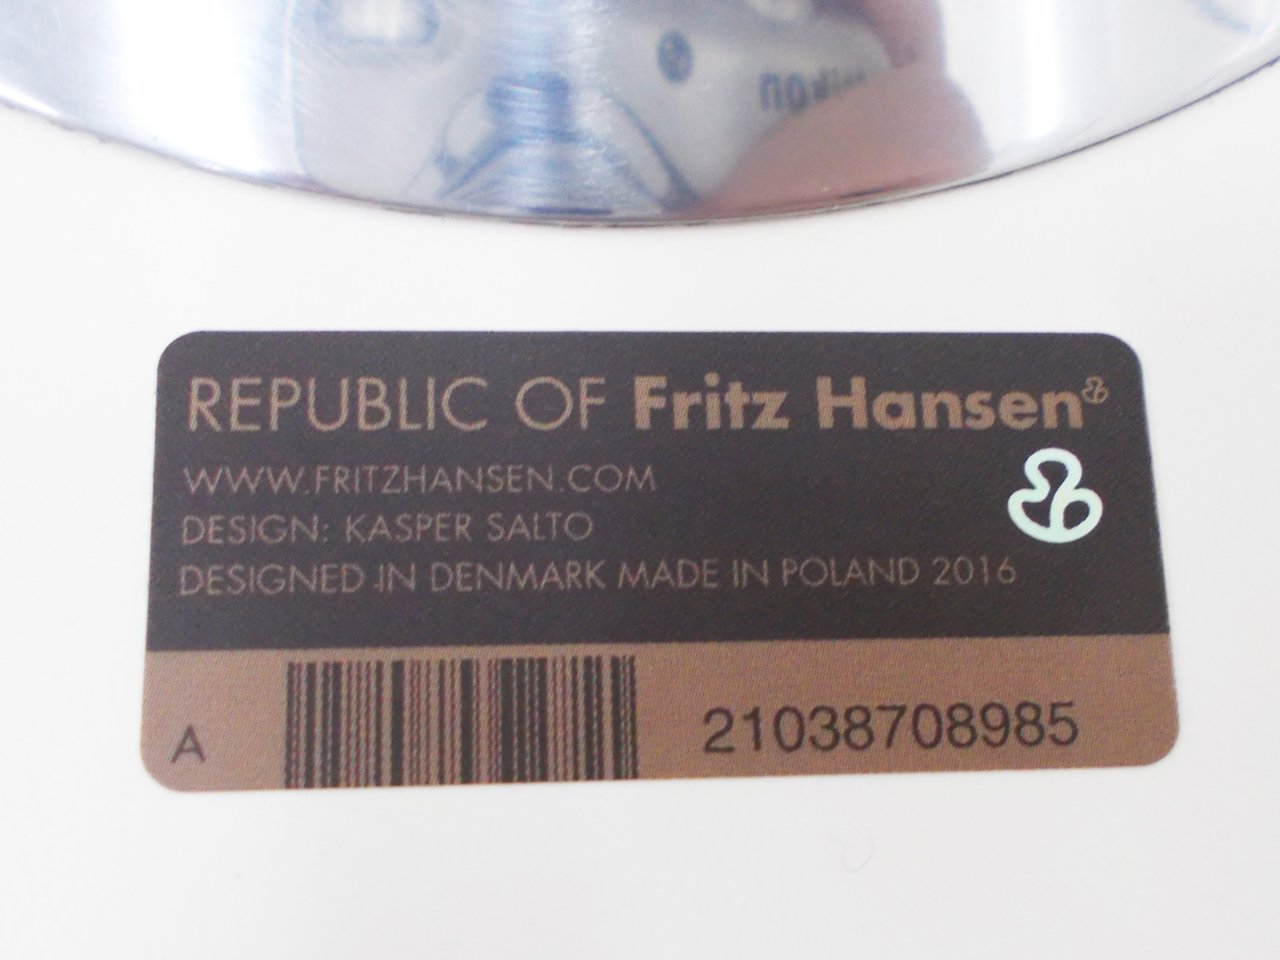 REPUBLIC OF Fritz Hansen
WWW.FRITZHANSEN.COM
DESIGN: KASPER SALTO
DESIGNED IN DENMARK MADE IN POLAND 2016
A
21038708985